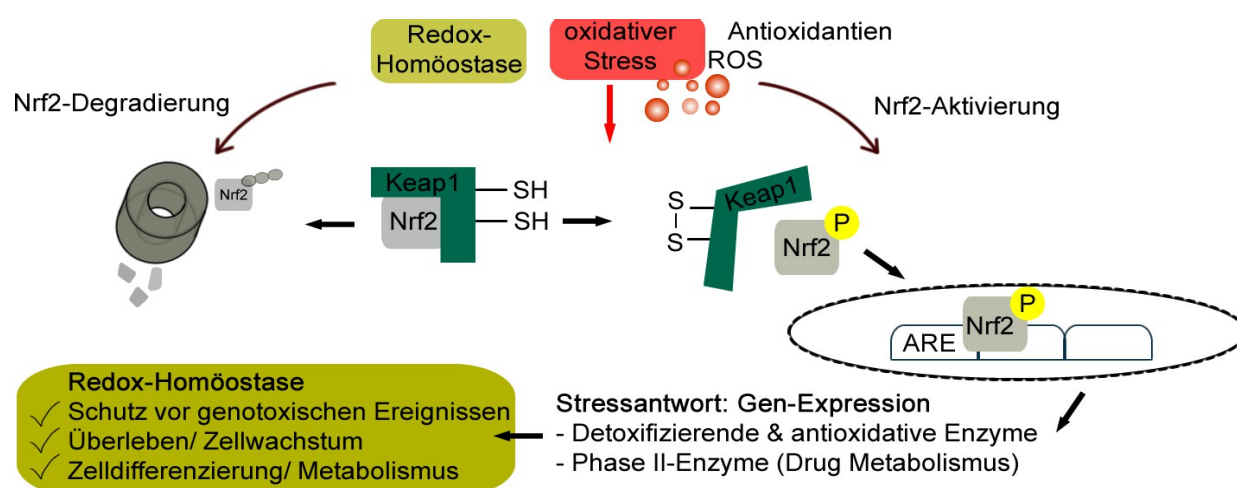 Redox-
Homöostase
oxidativer
Stress
Antioxidantien
ROS
Nrf2-Degradierung
Nrf2-Aktivierung
Nrf2
Keap1
Nrf2
SH
SH
S
S
Keap1
Nrf2
P
Nrf2
P
ARE
Redox-Homöostase
Schutz vor genotoxischen Ereignissen
Überleben/ Zellwachstum
Zelldifferenzierung/ Metabolismus
Stressantwort: Gen-Expression
- Detoxifizierende & antioxidative Enzyme
- Phase II-Enzyme (Drug Metabolismus)